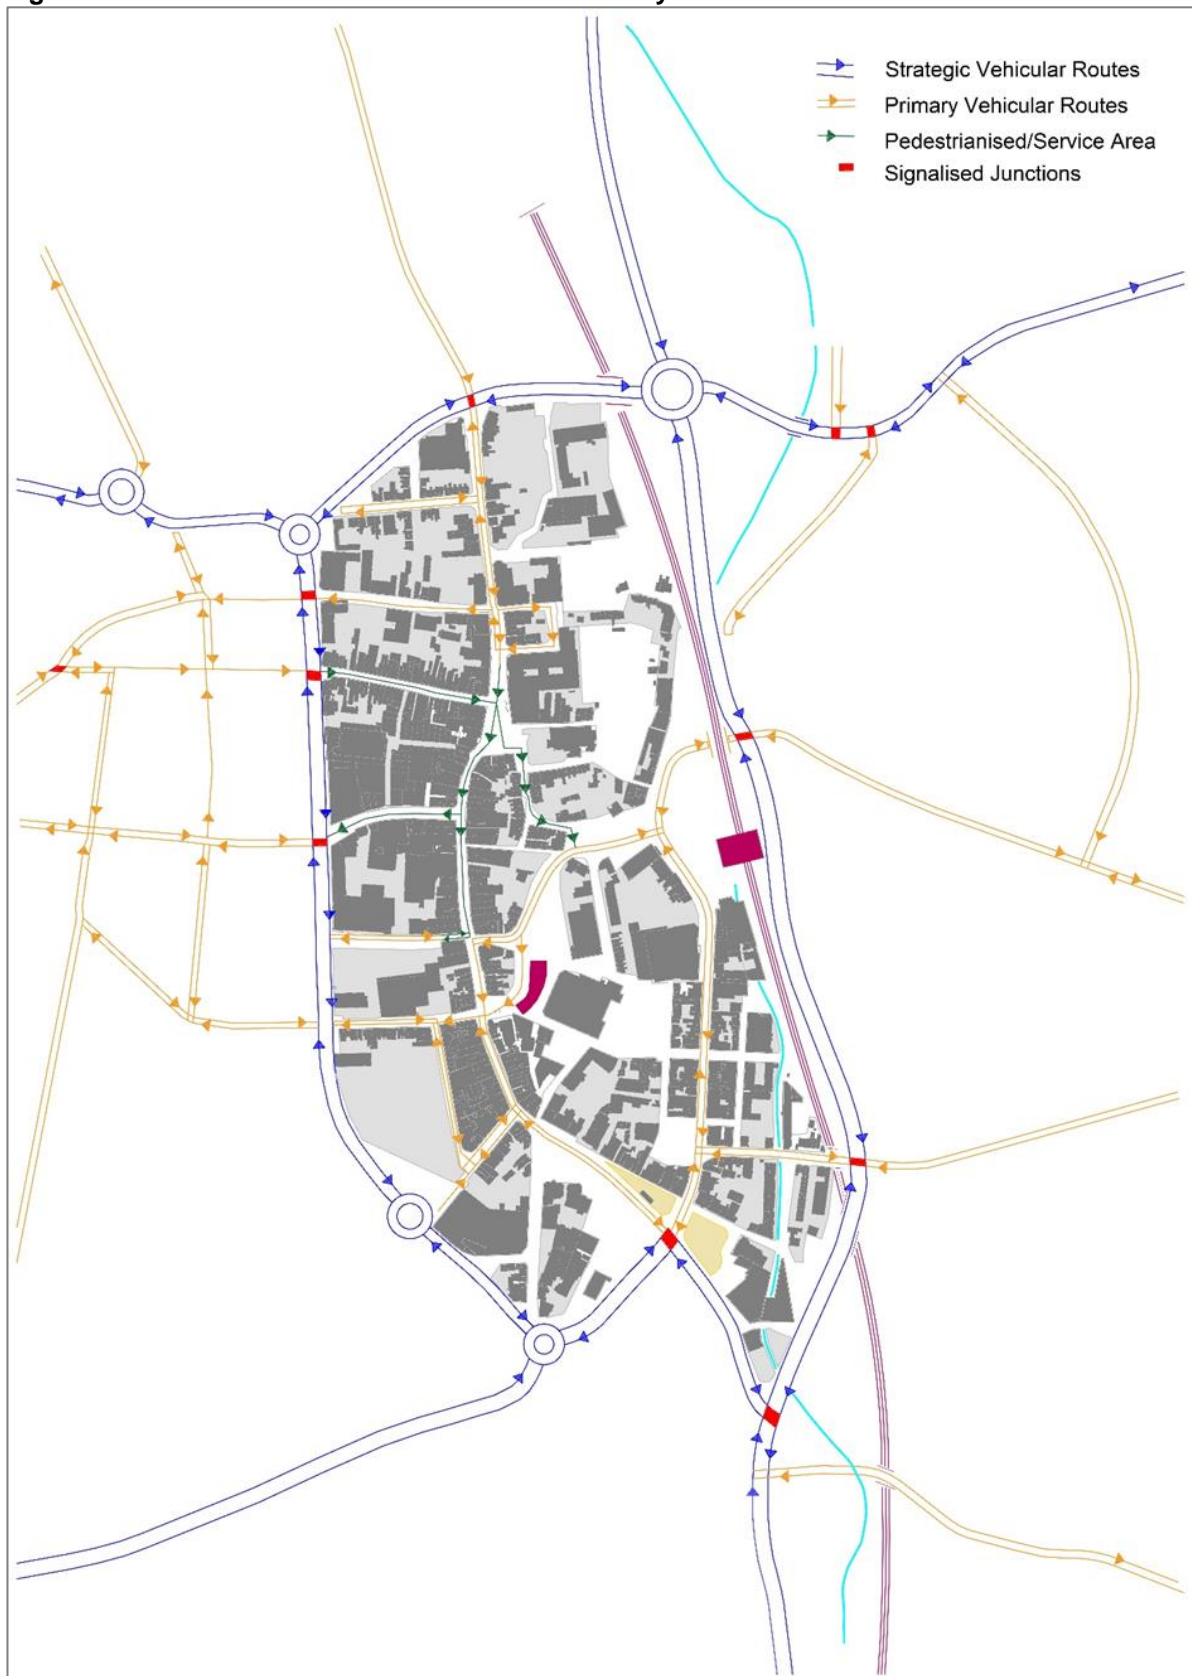 Strategic Vehicular Routes
Primary Vehicular Routes
Pedestrianised/Service Area
Signalised Junctions